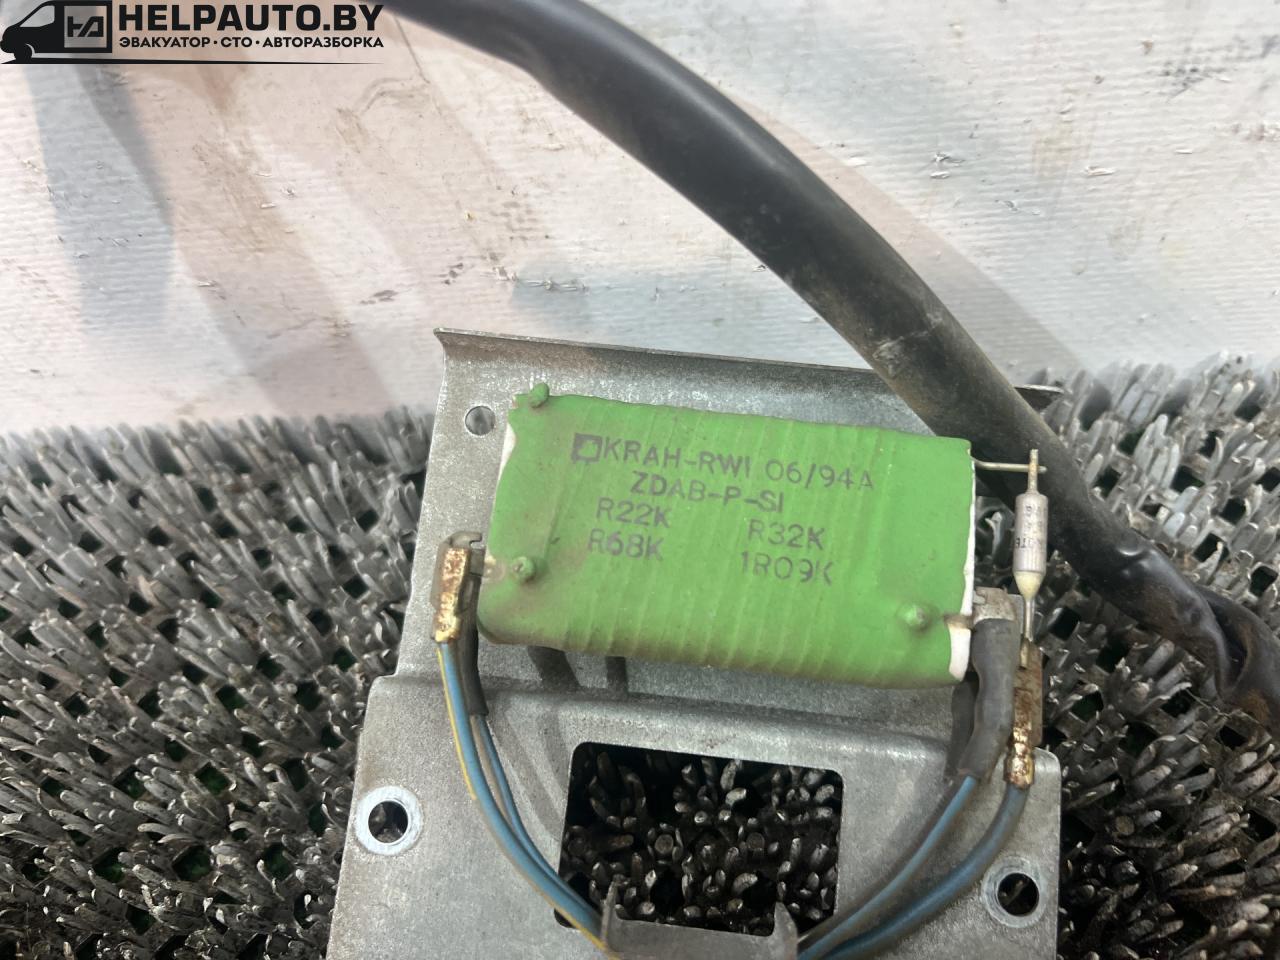 HELPAUTO.BY
ЭВАКУАТОР · СТО · АВТОРАЗБОРКА
KRAH-RWI 06/94A
ZDAB-P-SI
R22K R32K
R68K 1R09K